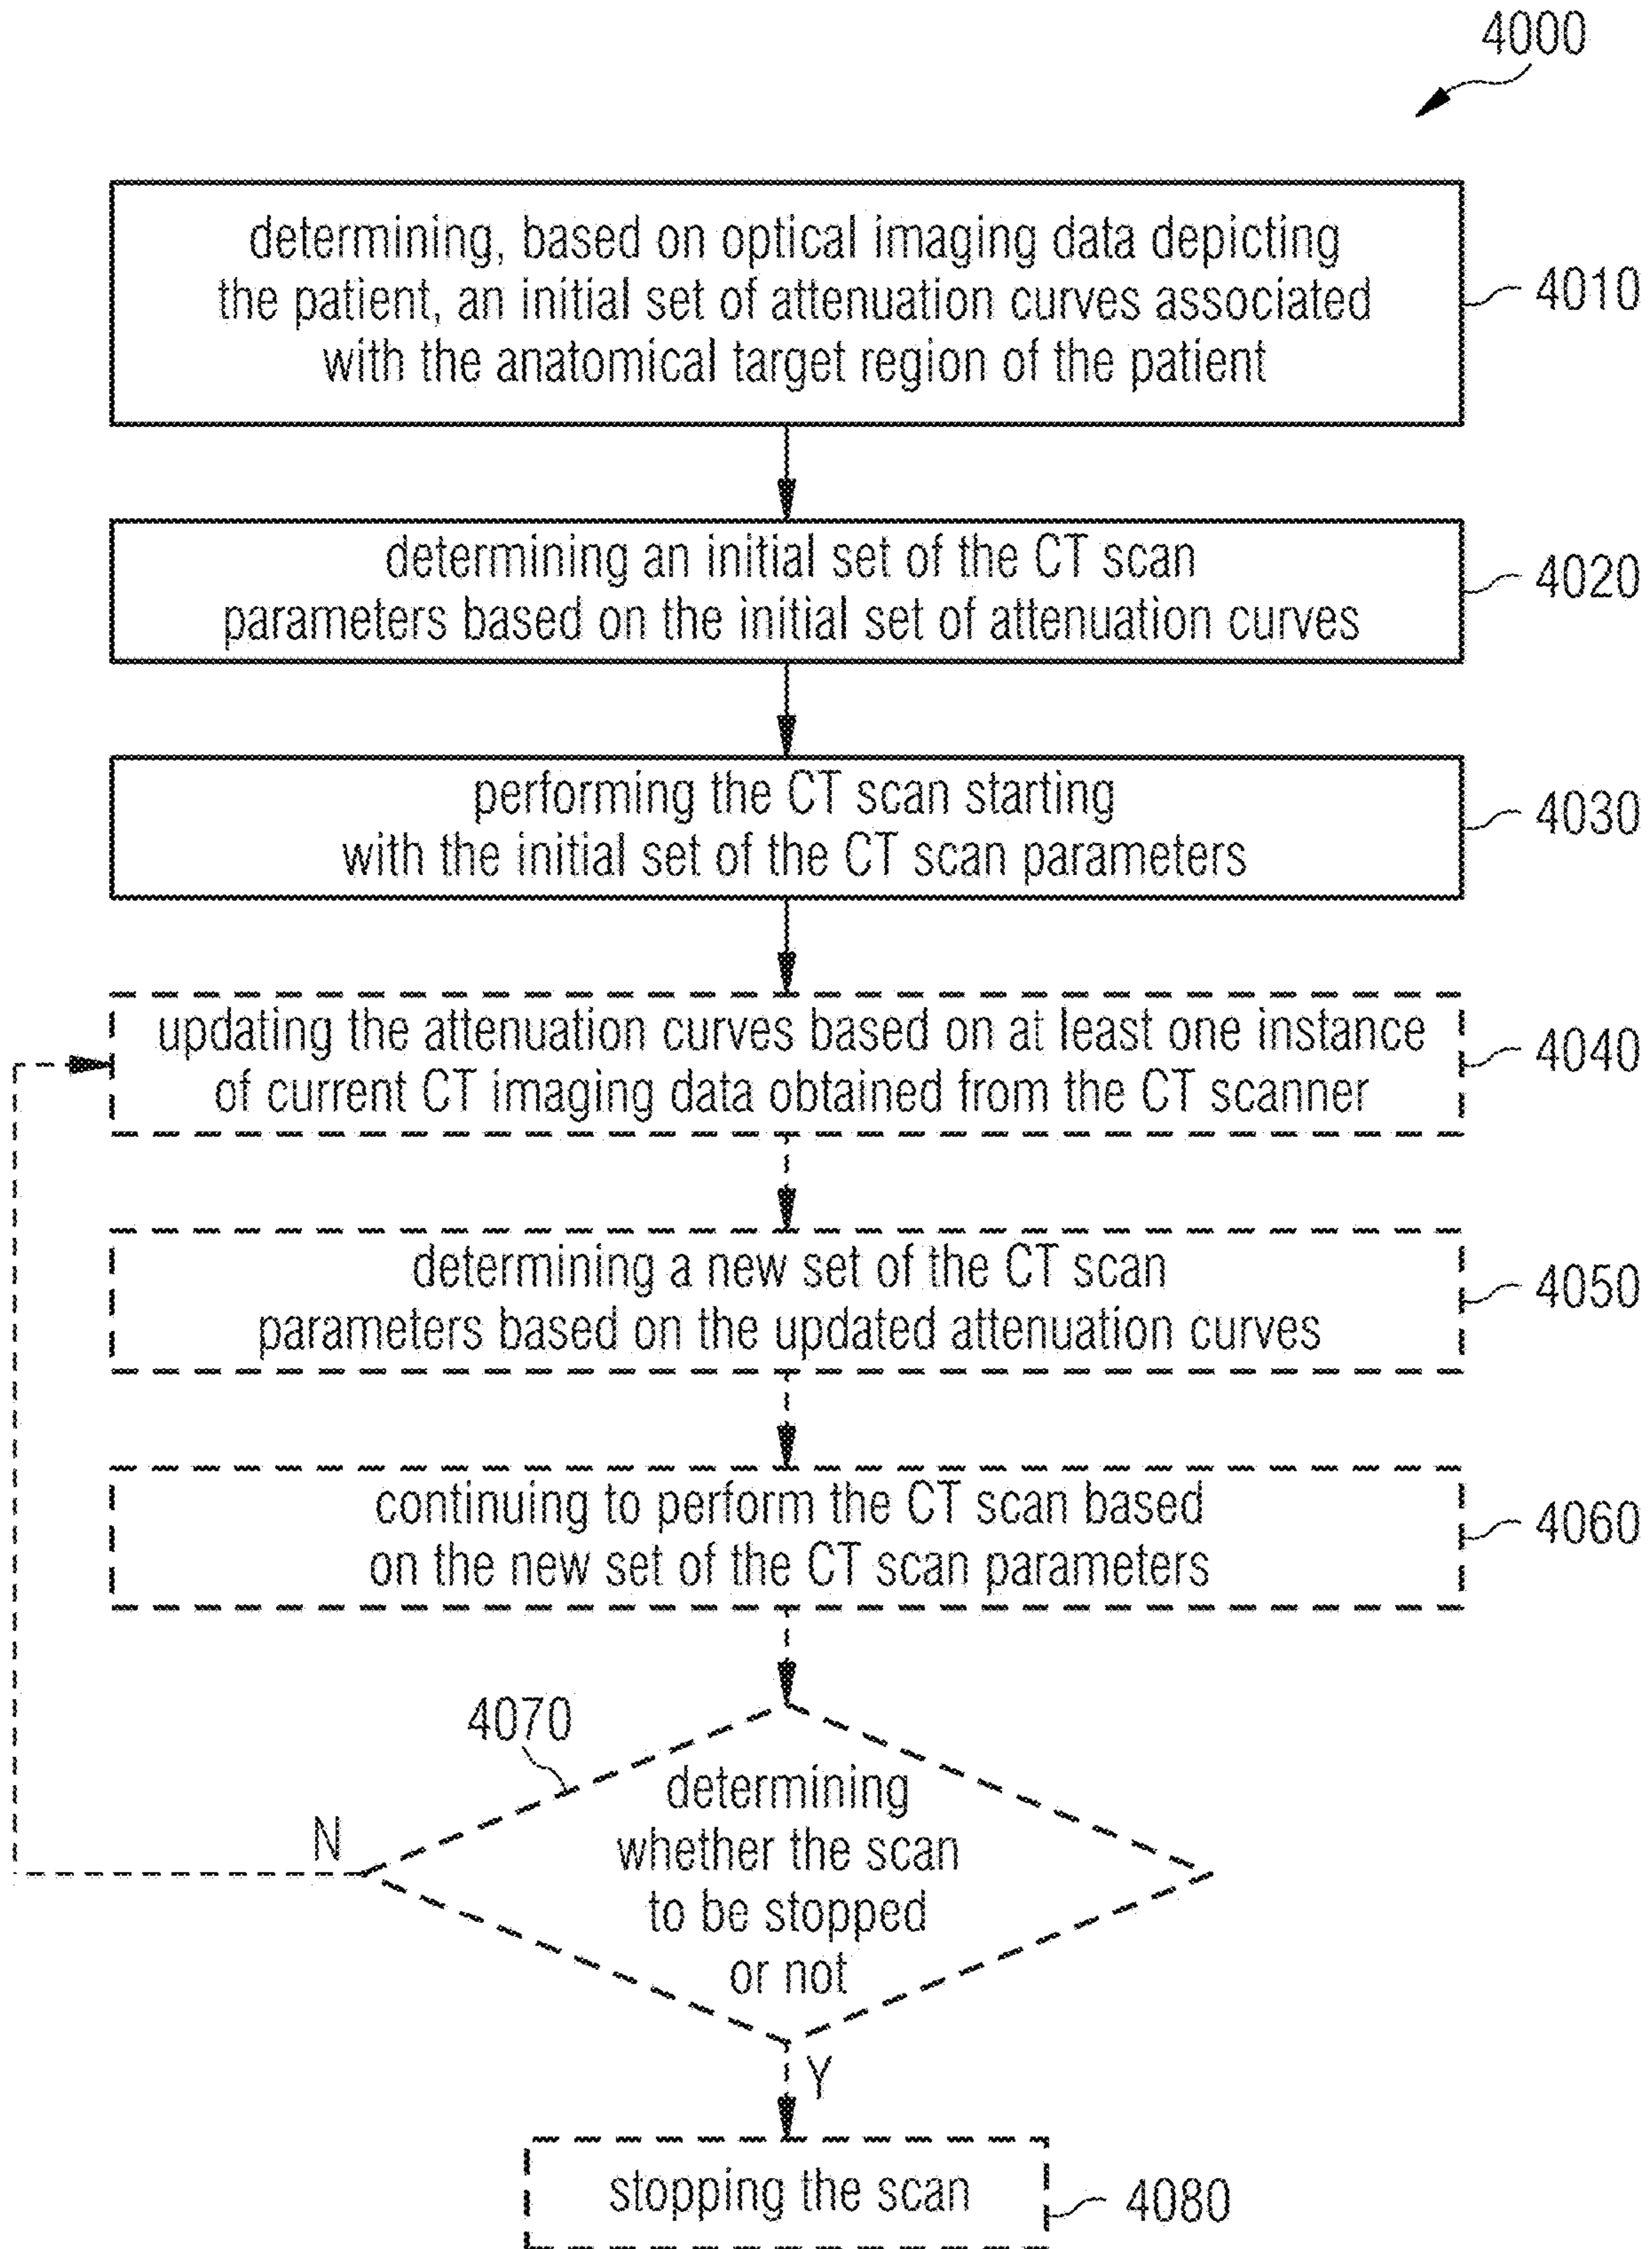 4000
determining, based on optical imaging data depicting
the patient, an initial set of attenuation curves associated
with the anatomical target region of the patient
4010
determining an initial set of the CT scan
parameters based on the initial set of attenuation curves
4020
performing the CT scan starting
with the initial set of the CT scan parameters
4030
updating the attenuation curves based on at least one instance
of current CT imaging data obtained from the CT scanner
4040
determining a new set of the CT scan
parameters based on the updated attenuation curves
4050
continuing to perform the CT scan based
on the new set of the CT scan parameters
4060
4070
determining
whether the scan
to be stopped
or not
N
Y
stopping the scan
4080